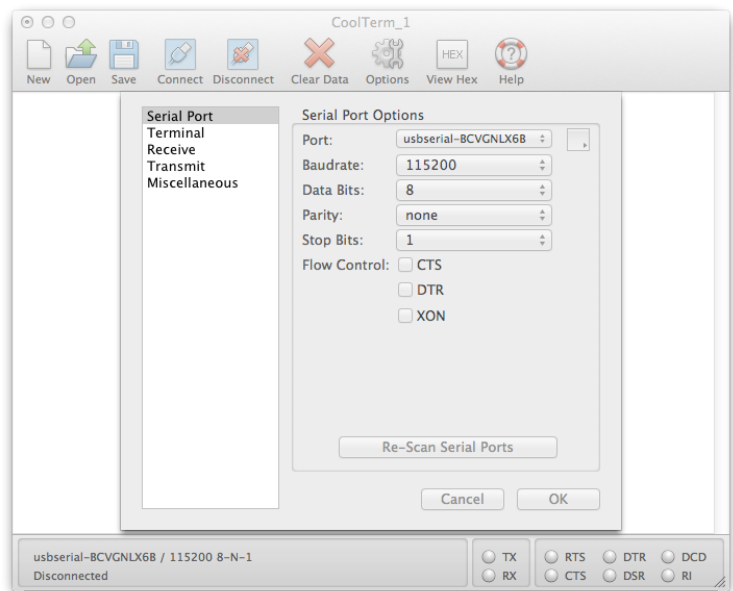 CoolTerm_1
HEX
New Open Save Connect Disconnect Clear Data Options View Hex Help
Serial Port
Terminal
Receive
Transmit
Miscellaneous
Serial Port Options
Port: usbserial-BCVGNLX6B
Baudrate: 115200
Data Bits: 8
Parity: none
Stop Bits: 1
Flow Control: CTS
DTR
XON
Re-Scan Serial Ports
Cancel OK
usbserial-BCVGNLX6B / 115200 8-N-1
Disconnected
TX RTS DTR DCD
RX CTS DSR RI